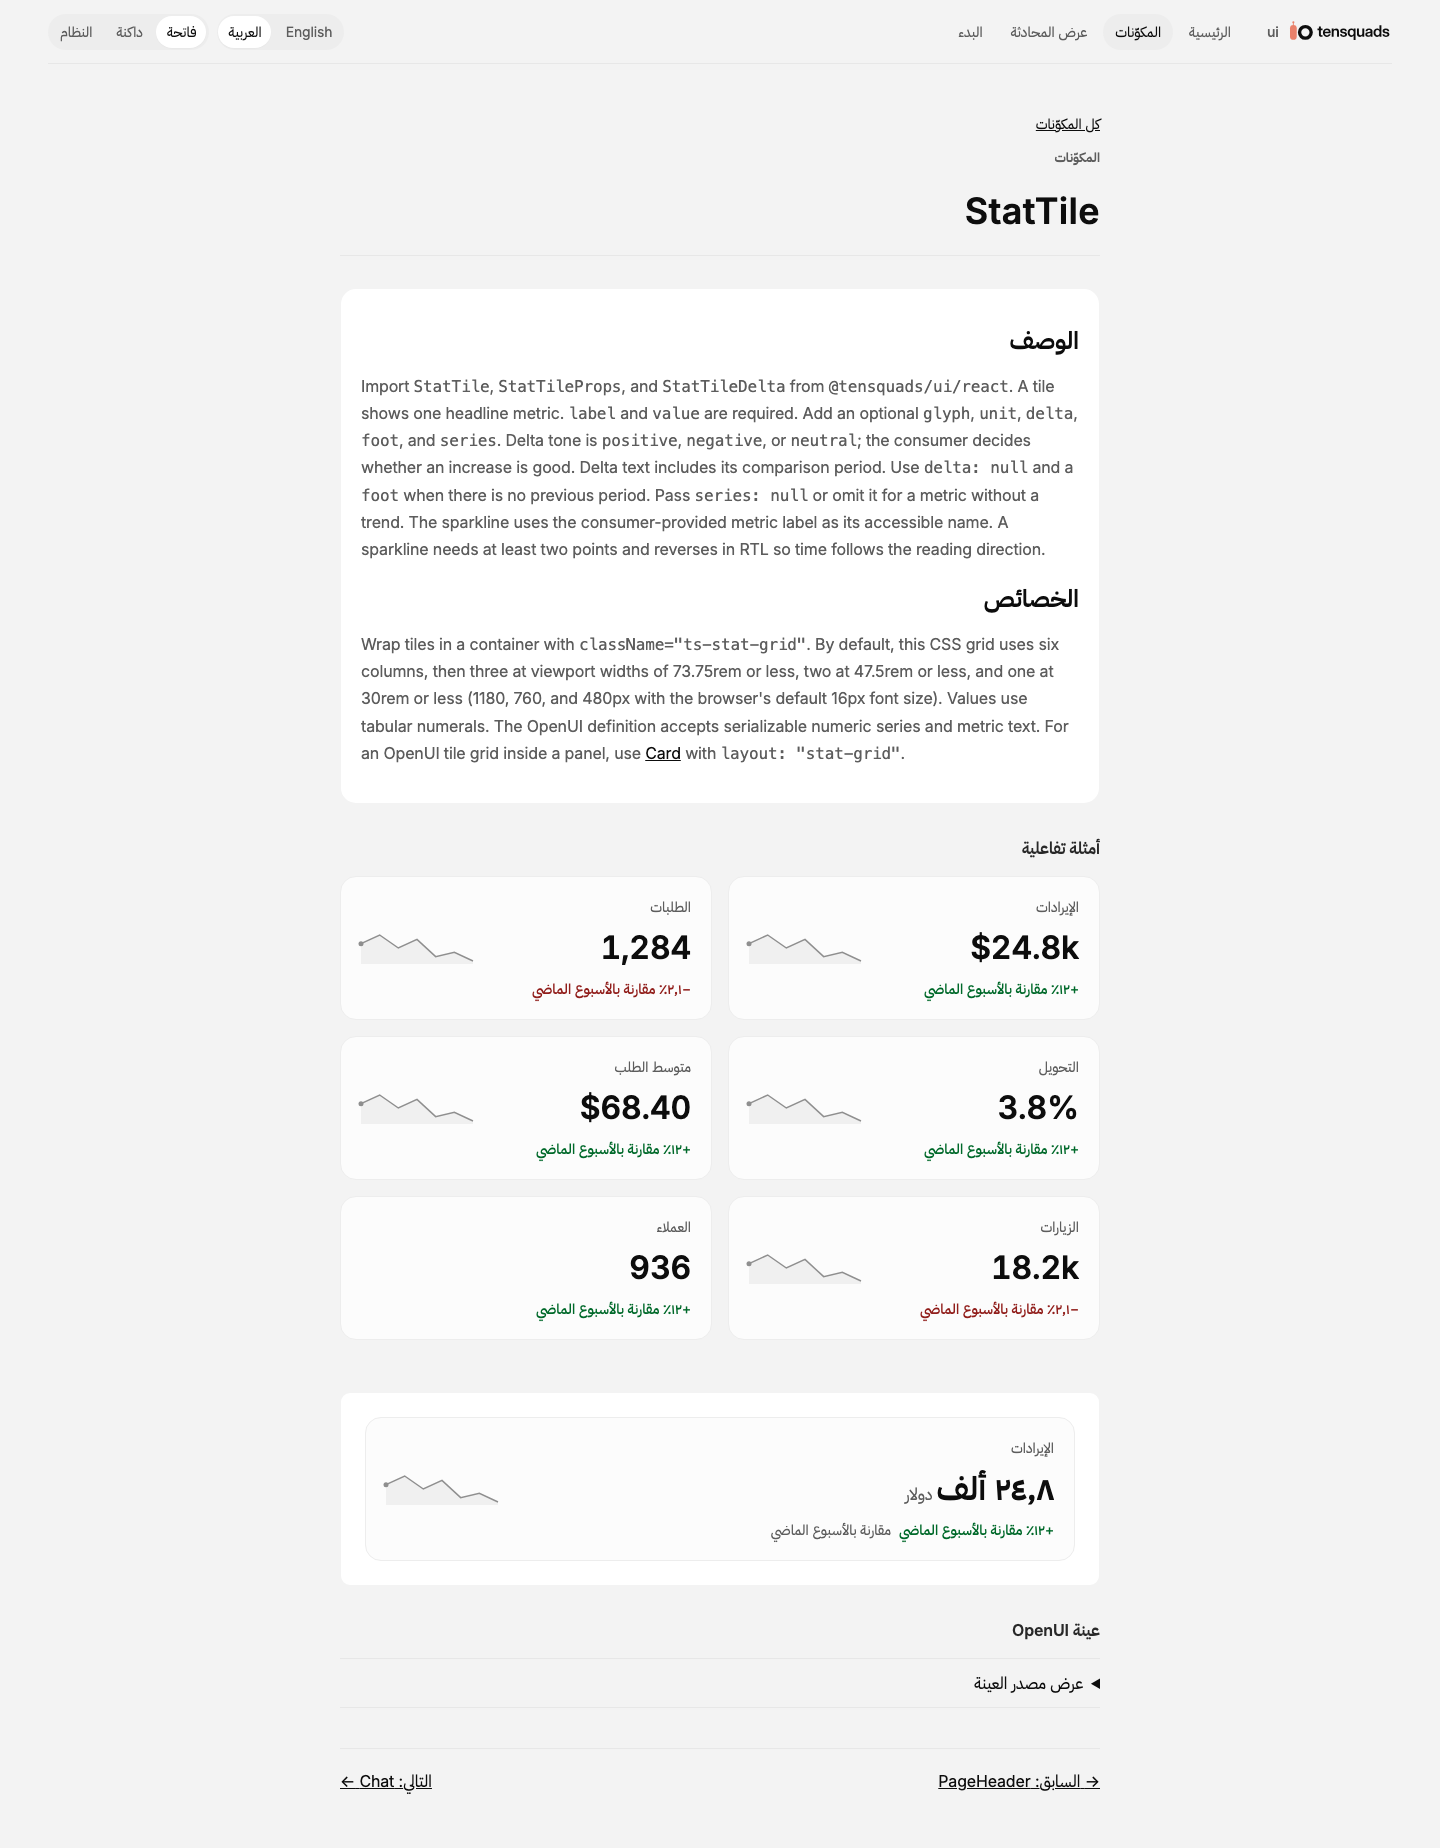 tensquads ui
الرئيسية
المكوّنات
عرض المحادثة
البدء
English
العربية
فاتحة
داكنة
النظام
كل المكوّنات
المكوّنات
StatTile
الوصف
Import StatTile, StatTileProps, and StatTileDelta from @tensquads/ui/react. A tile
shows one headline metric. label and value are required. Add an optional glyph, unit, delta,
foot, and series. Delta tone is positive, negative, or neutral; the consumer decides
whether an increase is good. Delta text includes its comparison period. Use delta: null and a
foot when there is no previous period. Pass series: null or omit it for a metric without a
trend. The sparkline uses the consumer-provided metric label as its accessible name. A
sparkline needs at least two points and reverses in RTL so time follows the reading direction.
الخصائص
Wrap tiles in a container with className="ts-stat-grid". By default, this CSS grid uses six
columns, then three at viewport widths of 73.75rem or less, two at 47.5rem or less, and one at
30rem or less (1180, 760, and 480px with the browser's default 16px font size). Values use
tabular numerals. The OpenUI definition accepts serializable numeric series and metric text. For
an OpenUI tile grid inside a panel, use Card with layout: "stat-grid".
أمثلة تفاعلية
الإيرادات
$24.8k
+١٢٪ مقارنة بالأسبوع الماضي
الطلبات
1,284
−٢,١٪ مقارنة بالأسبوع الماضي
التحويل
3.8%
+١٢٪ مقارنة بالأسبوع الماضي
متوسط الطلب
$68.40
+١٢٪ مقارنة بالأسبوع الماضي
الزيارات
18.2k
−٢,١٪ مقارنة بالأسبوع الماضي
العملاء
936
+١٢٪ مقارنة بالأسبوع الماضي
الإيرادات
٢٤,٨ ألف دولار
+١٢٪ مقارنة بالأسبوع الماضي مقارنة بالأسبوع الماضي
عينة OpenUI
عرض مصدر العينة
→ السابق: PageHeader
التالي: Chat ←